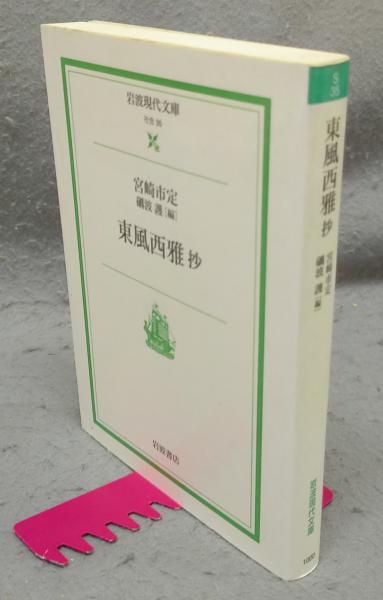 岩波現代文庫
社会 35
宮崎市定
礪波 護［編］
東風西雅 抄
岩波書店
S
35
東風西雅 抄
宮崎市定
礪波 護［編］
岩波現代文庫
1000